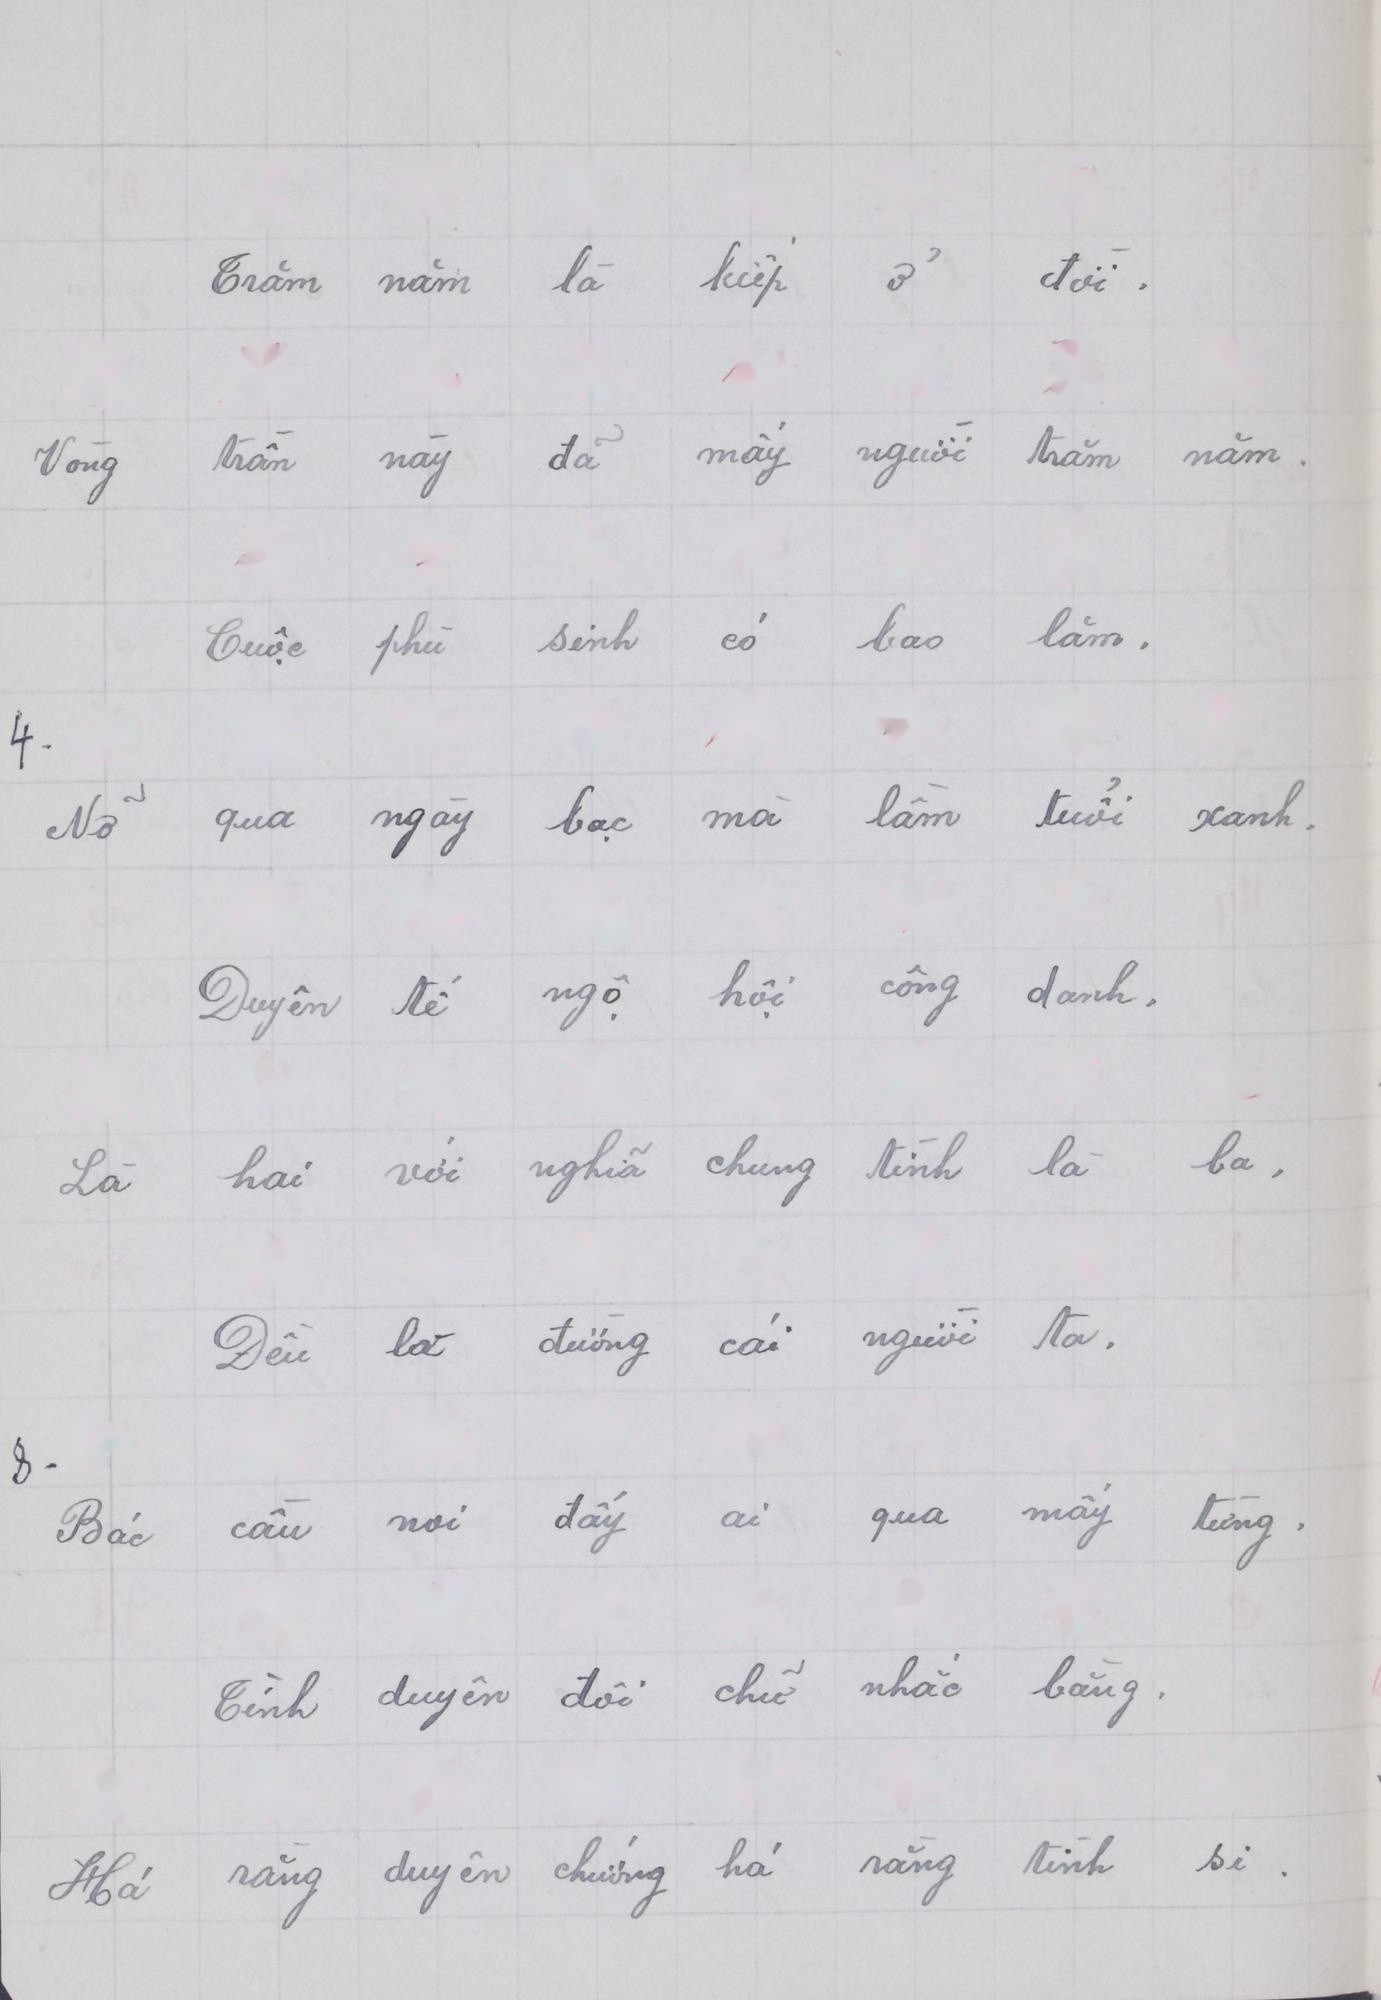 Trăm năm là kiếp ở đời.
Vòng trần này đã mấy người trăm năm.
Cuộc phù sinh có bao lăm.
4.
Nỡ qua ngày bạc mà lầm tuổi xanh.
Duyên tế ngộ hội công danh.
Là hai với nghĩa chung tình là ba,
Đều là đường cái người ta.
8.
Bắc cầu noi đấy ai qua mấy từng.
Tình duyên đôi chữ nhắc bằng.
Há rằng duyên chướng há rằng tình si.